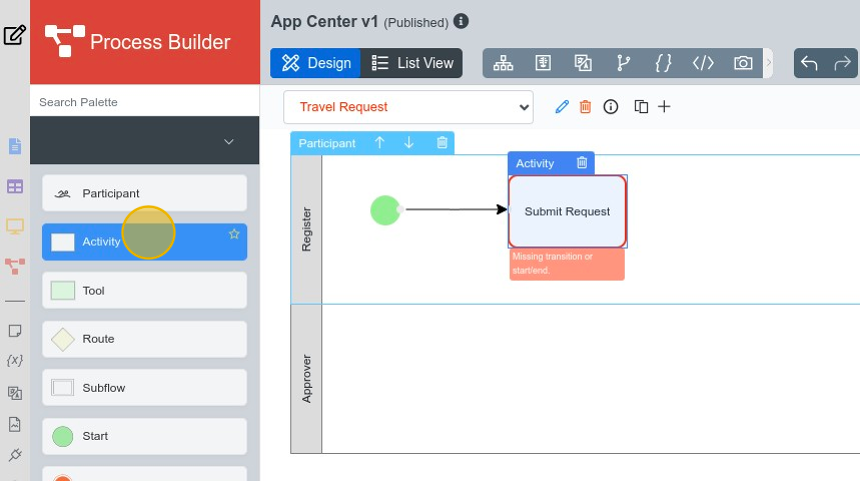 App Center v1 (Published)
Process Builder
Design
List View
{}
</>
Search Palette
Travel Request
Participant
Activity
Participant
Activity
Tool
Route
Subflow
Start
{x}
Register
Submit Request
Missing transition or
start/end.
Approver